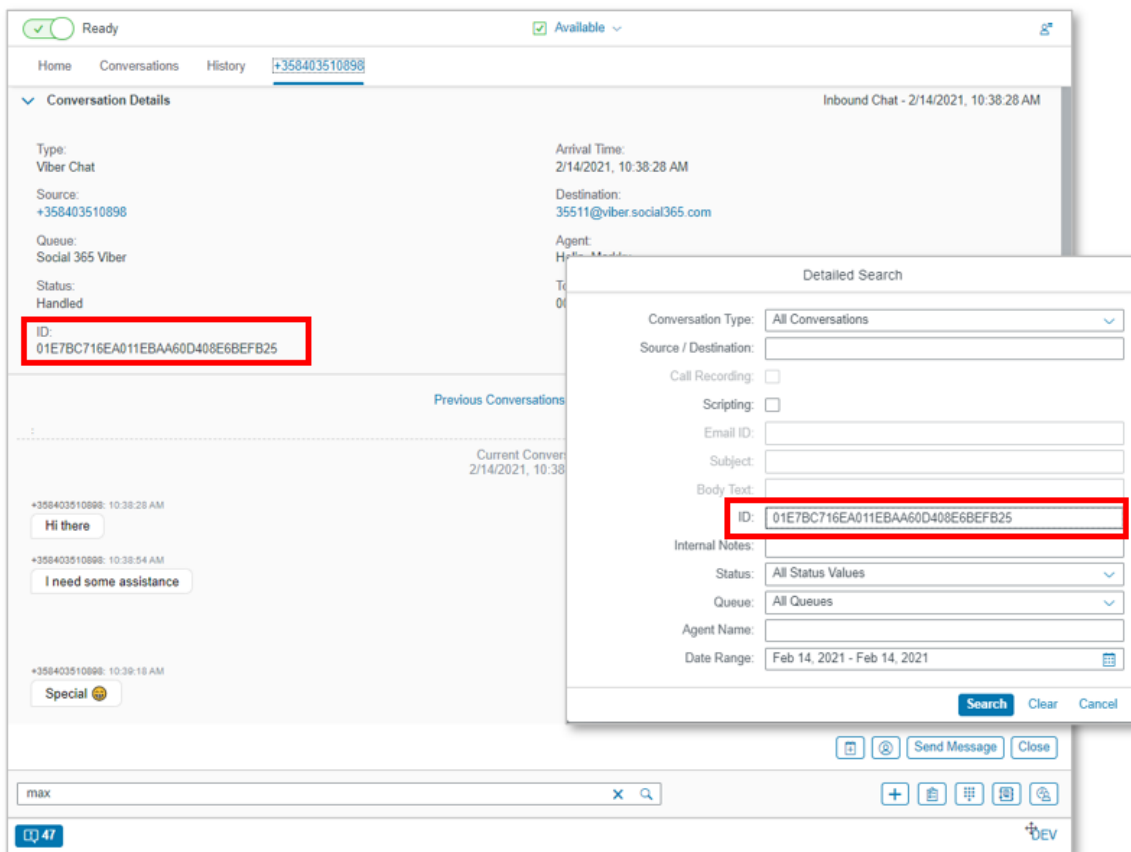 Ready
Available
Home Conversations History +358403510898
Conversation Details
Inbound Chat - 2/14/2021, 10:38:28 AM
Type:
Viber Chat
Arrival Time:
2/14/2021, 10:38:28 AM
Source:
+358403510898
Destination:
35511@viber.social365.com
Queue:
Social 365 Viber
Agent:
Status:
Handled
ID:
01E7BC716EA011EBAA60D408E6BEFB25
Previous Conversations
:
Current
2/14/2021,
+358403510898: 10:38:28 AM
Hi there
+358403510898: 10:38:54 AM
I need some assistance
+358403510898: 10:39:18 AM
Special 😁
Send Message Close
max
47
DEV
Detailed Search
Conversation Type: All Conversations
Source / Destination:
Call Recording:
Scripting:
Email ID:
Subject:
Body Text:
ID: 01E7BC716EA011EBAA60D408E6BEFB25
Internal Notes:
Status: All Status Values
Queue: All Queues
Agent Name:
Date Range: Feb 14, 2021 - Feb 14, 2021
Search Clear Cancel